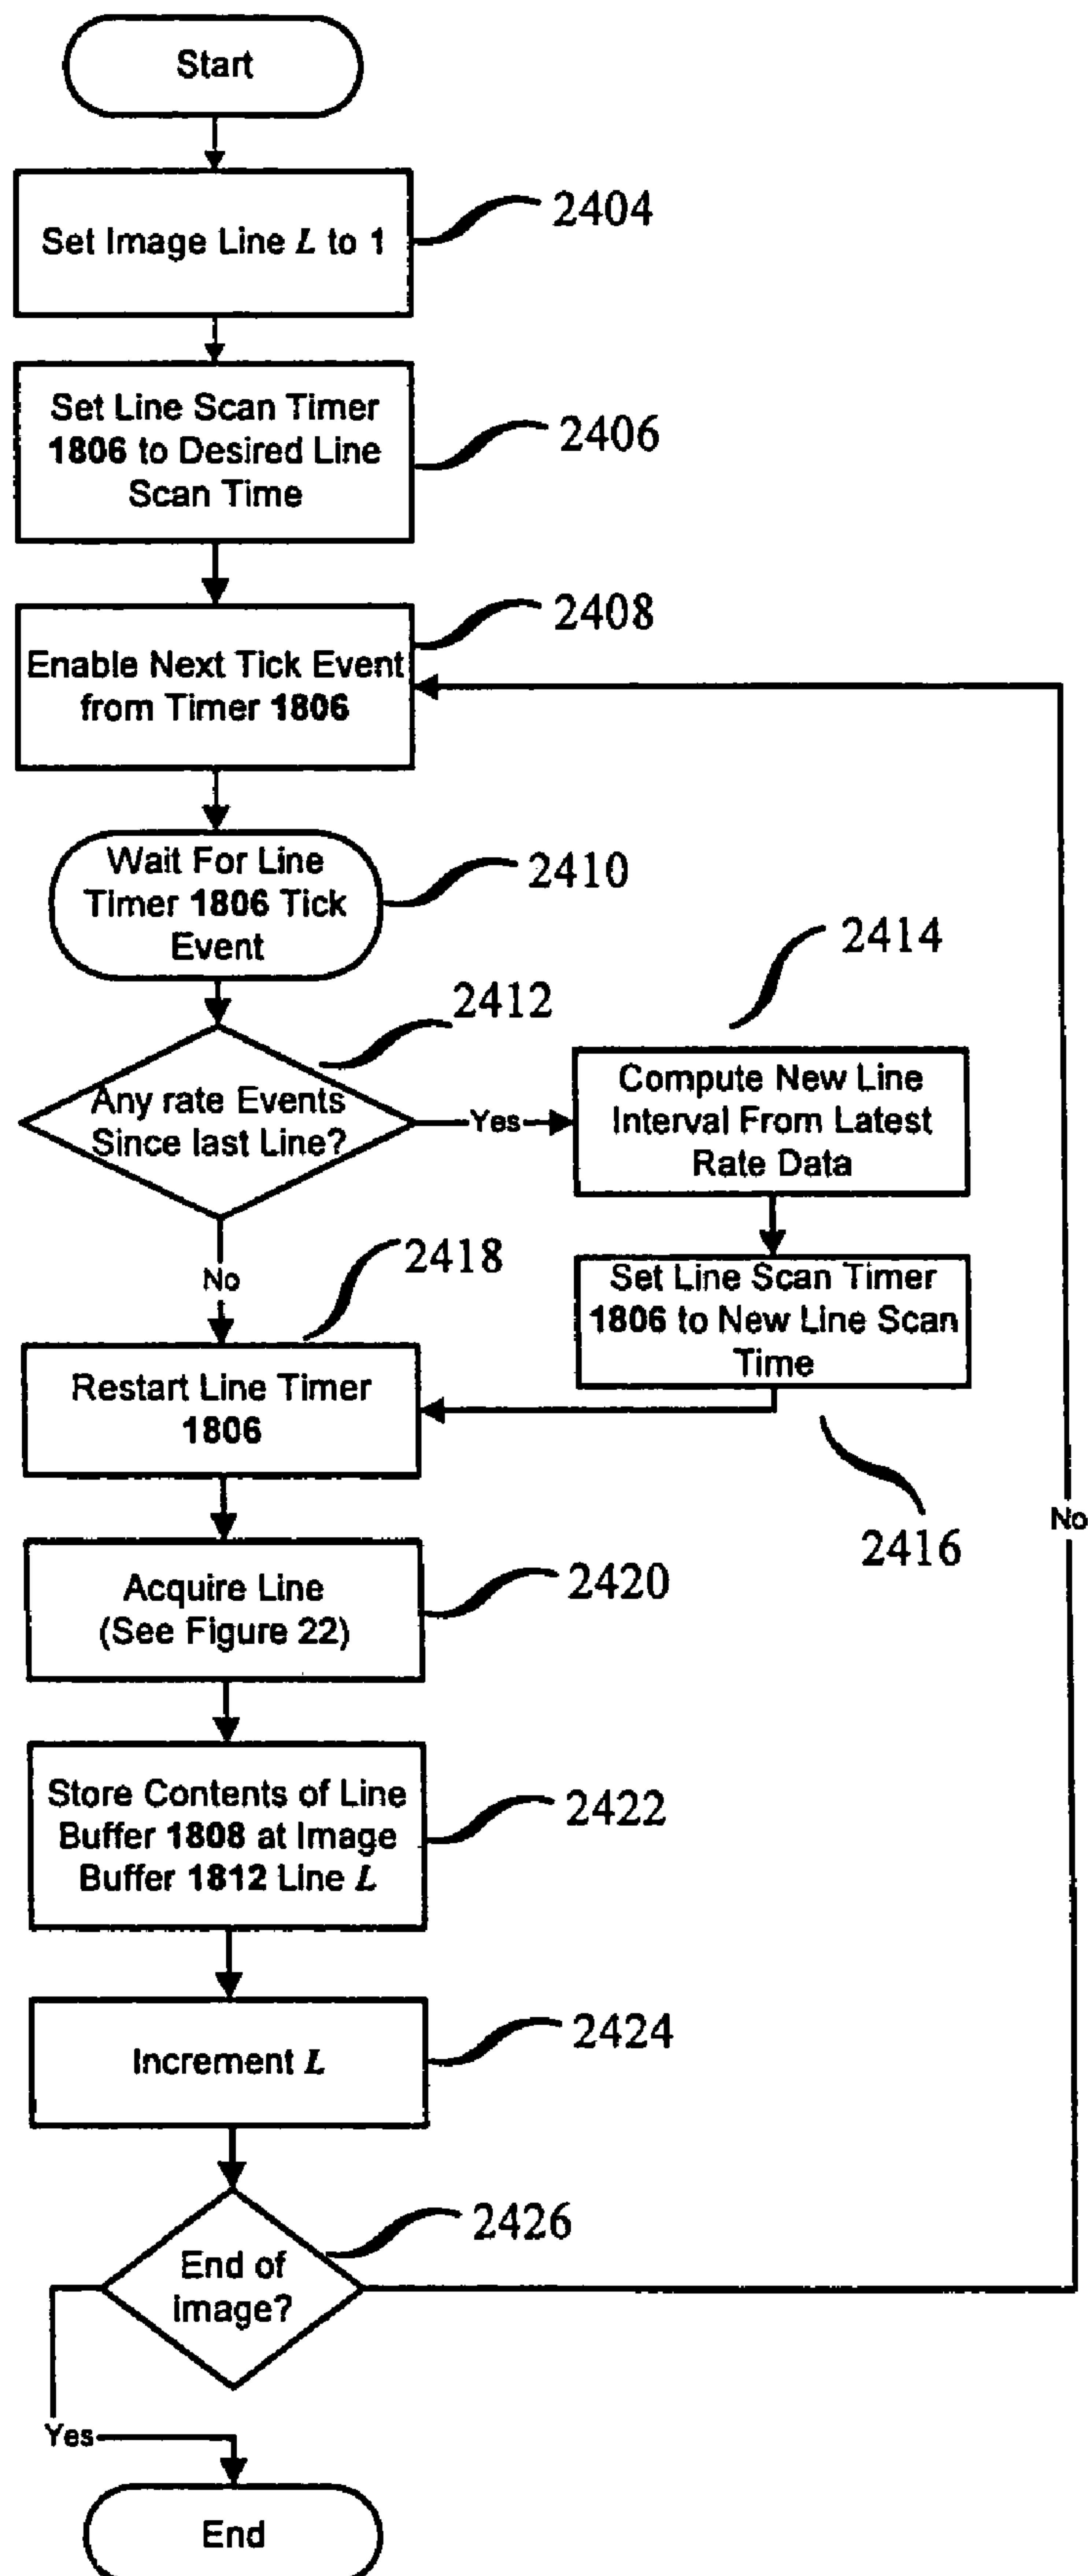 Start
Set Image Line L to 1
2404
Set Line Scan Timer
1806 to Desired Line
Scan Time
2406
Enable Next Tick Event
from Timer 1806
2408
Wait For Line
Timer 1806 Tick
Event
2410
Any rate Events
Since last Line?
2412
Yes
Compute New Line
Interval From Latest
Rate Data
2414
Set Line Scan Timer
1806 to New Line Scan
Time
2416
No
Restart Line Timer
1806
2418
Acquire Line
(See Figure 22)
2420
Store Contents of Line
Buffer 1808 at Image
Buffer 1812 Line L
2422
Increment L
2424
End of
image?
2426
No
Yes
End